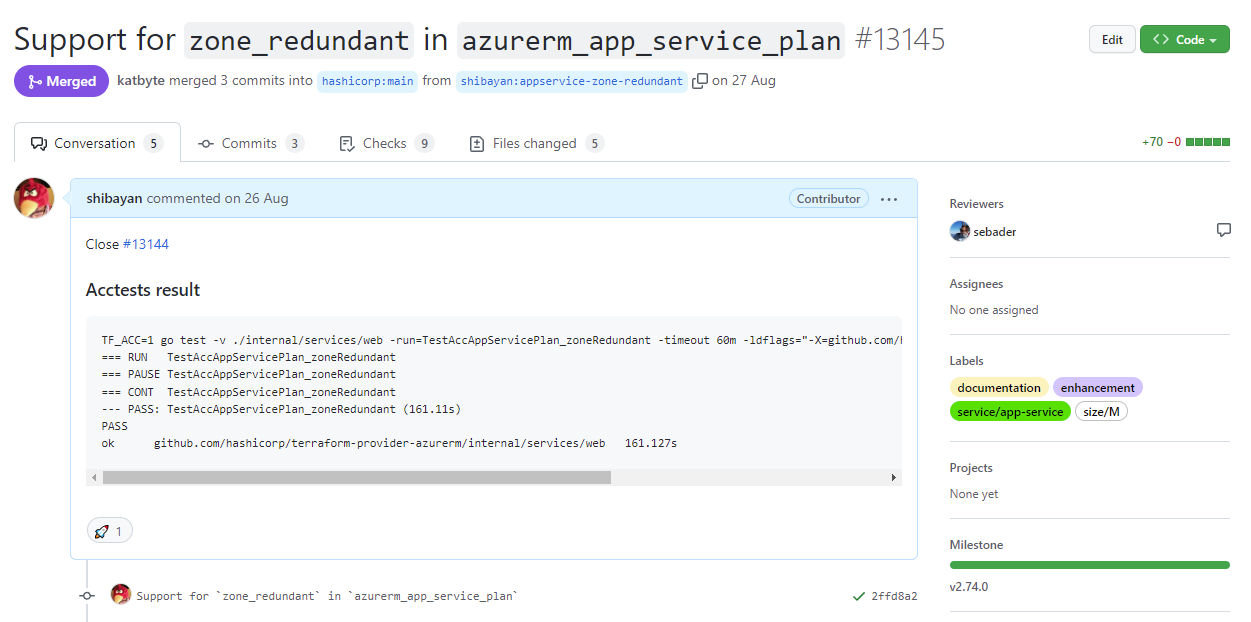 Support for zone_redundant in azurerm_app_service_plan #13145
Edit
Code
Merged
katbyte merged 3 commits into hashicorp:main from shibayan:appservice-zone-redundant on 27 Aug
Conversation 5
Commits 3
Checks 9
Files changed 5
+70 −0
shibayan commented on 26 Aug
Contributor
Close #13144
Acctests result
TF_ACC=1 go test -v ./internal/services/web -run=TestAccAppServicePlan_zoneRedundant -timeout 60m -ldflags="-X=github.com/
=== RUN   TestAccAppServicePlan_zoneRedundant
=== PAUSE TestAccAppServicePlan_zoneRedundant
=== CONT  TestAccAppServicePlan_zoneRedundant
--- PASS: TestAccAppServicePlan_zoneRedundant (161.11s)
PASS
ok      github.com/hashicorp/terraform-provider-azurerm/internal/services/web   161.127s
1
Support for `zone_redundant` in `azurerm_app_service_plan`
2ffd8a2
Reviewers
sebader
Assignees
No one assigned
Labels
documentation enhancement
service/app-service size/M
Projects
None yet
Milestone
v2.74.0